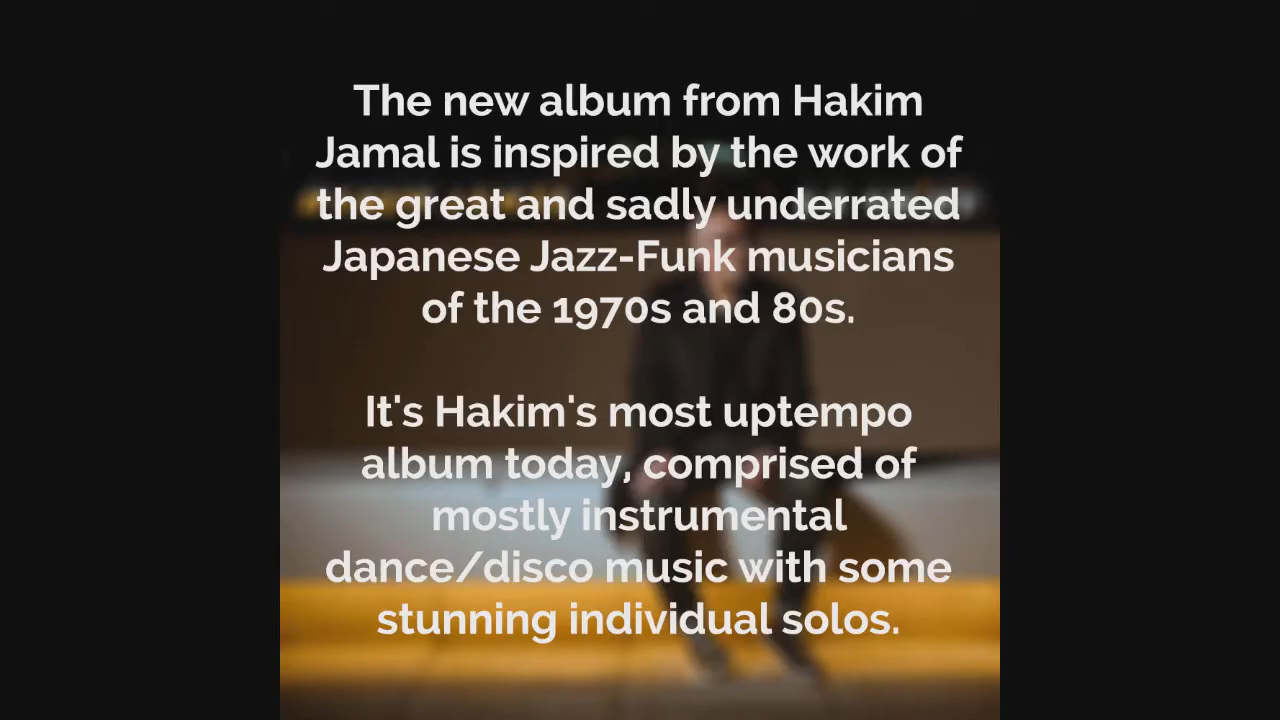 The new album from Hakim
Jamal is inspired by the work of
the great and sadly underrated
Japanese Jazz-Funk musicians
of the 1970s and 80s.
It's Hakim's most uptempo
album today, comprised of
mostly instrumental
dance/disco music with some
stunning individual solos.